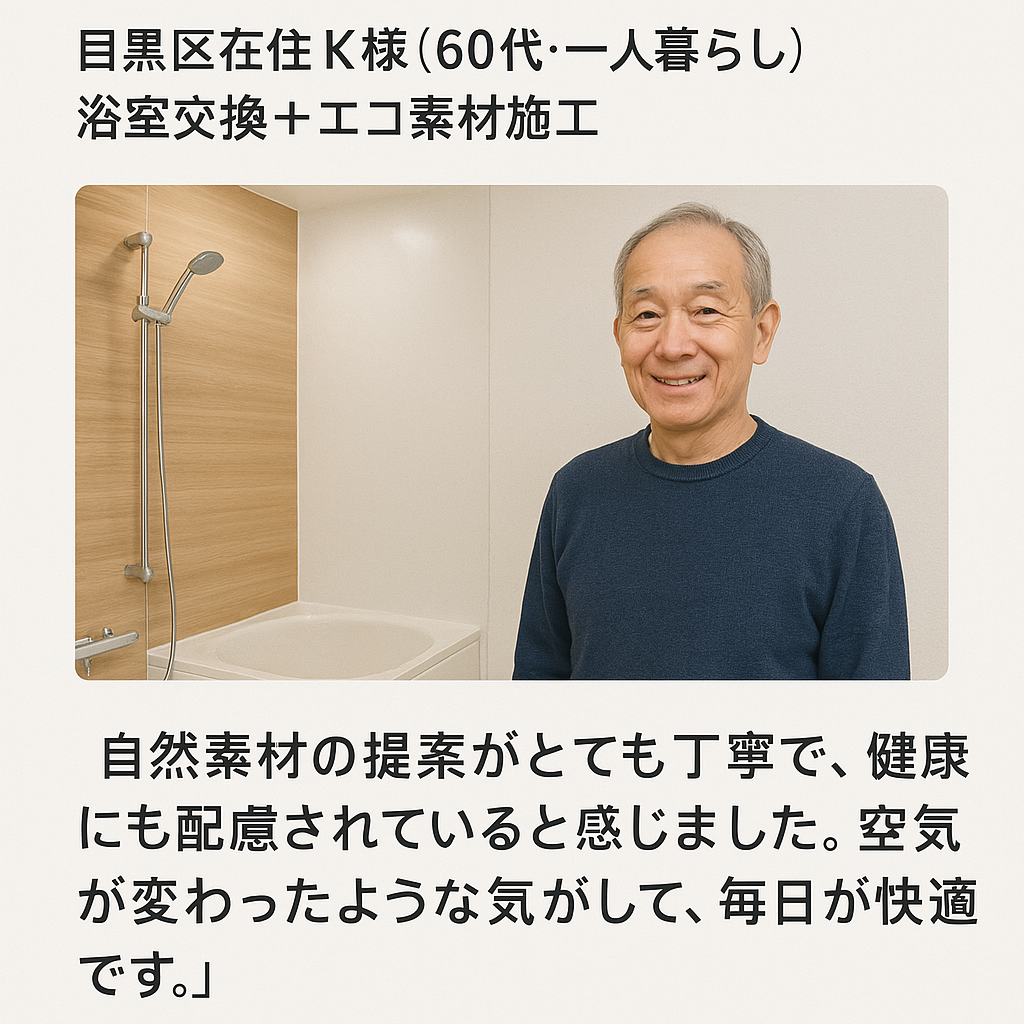 目黒区在住K様(60代·一人暮らし)
浴室交換＋エコ素材施工
自然素材の提案がとても丁寧で、健康
にも配慮されていると感じました。空気
が変わったような気がして、毎日が快適
です。」